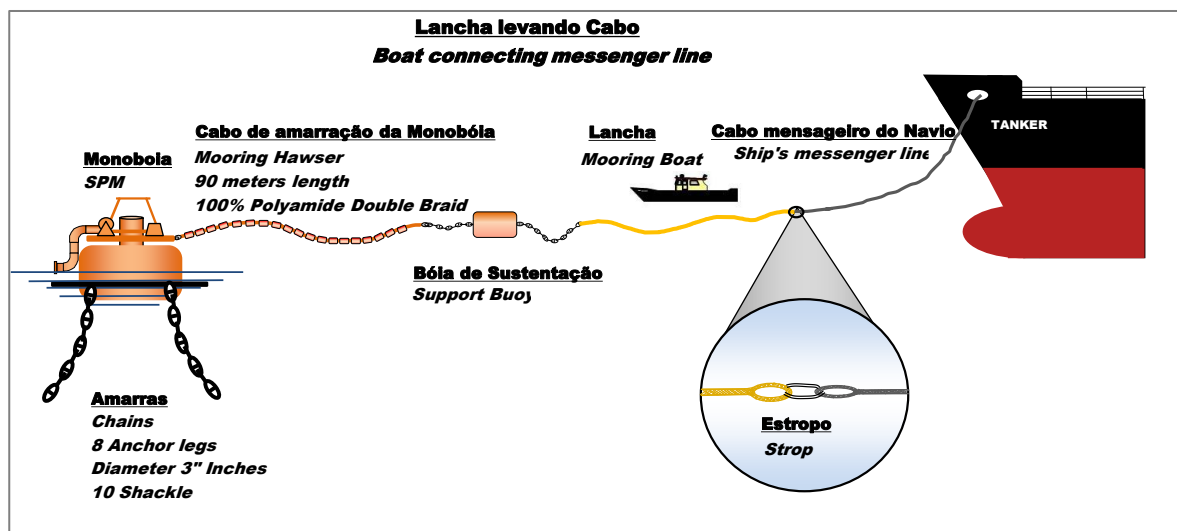 Lancha levando Cabo
Boat connecting messenger line
Cabo de amarração da Monobóia
Mooring Hawser
90 meters length
100% Polyamide Double Braid
Monoboia
SPM
Lancha
Mooring Boat
Cabo mensageiro do Navio
Ship's messenger line
TANKER
Bóia de Sustentação
Support Buoy
Estropo
Strop
Amarras
Chains
8 Anchor legs
Diameter 3" Inches
10 Shackle